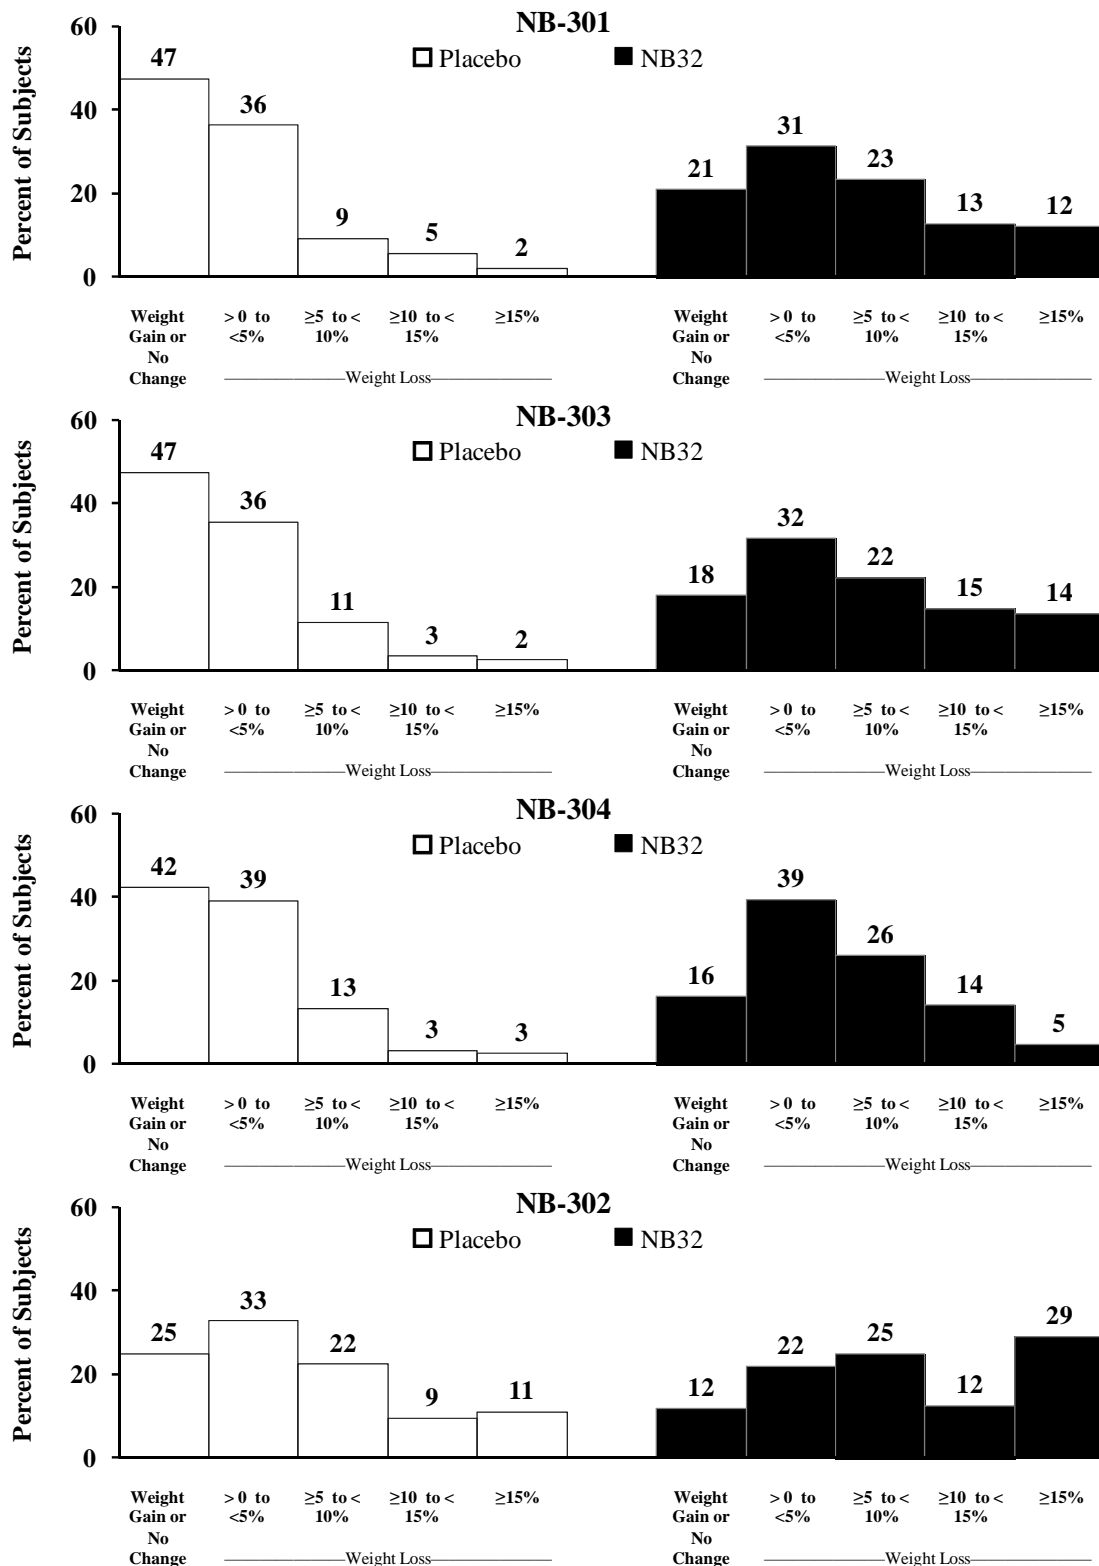 NB-301
Percent of Subjects
60
40
20
0
Placebo
NB32
47
36
9
5
2
21
31
23
13
12
Weight Gain or No Change
> 0 to <5%
≥5 to < 10%
≥10 to < 15%
≥15%
Weight Loss
Weight Gain or No Change
> 0 to <5%
≥5 to < 10%
≥10 to < 15%
≥15%
Weight Loss
NB-303
Percent of Subjects
60
40
20
0
Placebo
NB32
47
36
11
3
2
18
32
22
15
14
Weight Gain or No Change
> 0 to <5%
≥5 to < 10%
≥10 to < 15%
≥15%
Weight Loss
Weight Gain or No Change
> 0 to <5%
≥5 to < 10%
≥10 to < 15%
≥15%
Weight Loss
NB-304
Percent of Subjects
60
40
20
0
Placebo
NB32
42
39
13
3
3
16
39
26
14
5
Weight Gain or No Change
> 0 to <5%
≥5 to < 10%
≥10 to < 15%
≥15%
Weight Loss
Weight Gain or No Change
> 0 to <5%
≥5 to < 10%
≥10 to < 15%
≥15%
Weight Loss
NB-302
Percent of Subjects
60
40
20
0
Placebo
NB32
25
33
22
9
11
12
22
25
12
29
Weight Gain or No Change
> 0 to <5%
≥5 to < 10%
≥10 to < 15%
≥15%
Weight Loss
Weight Gain or No Change
> 0 to <5%
≥5 to < 10%
≥10 to < 15%
≥15%
Weight Loss